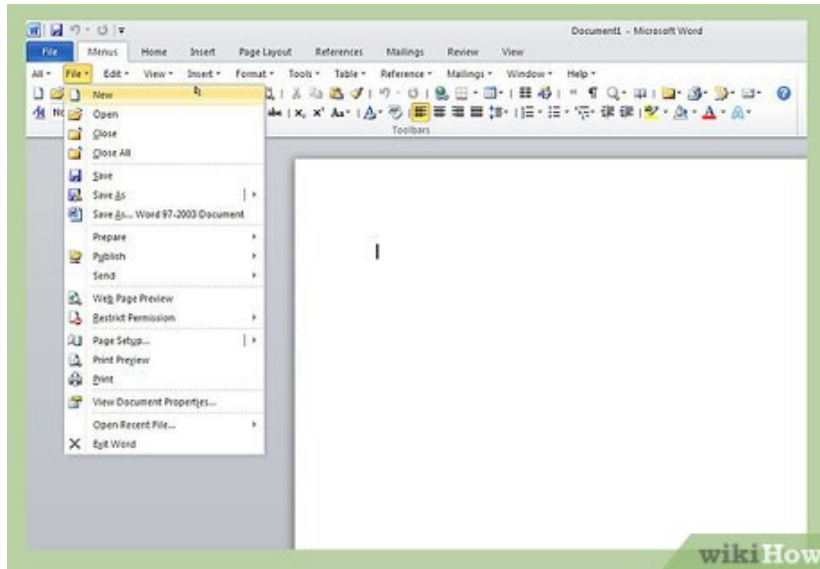 Document1 - Microsoft Word
File Menus Home Insert Page Layout References Mailings Review View
All File Edit View Insert Format Tools Table Reference Mailings Window Help
New
Open
Close
Close All
Toolbars
Save
Save As
Save As... Word 97-2003 Document
Prepare
Publish
Send
Web Page Preview
Restrict Permission
Page Setup...
Print Preview
Print
View Document Properties...
Open Recent File...
Exit Word
wikiHow